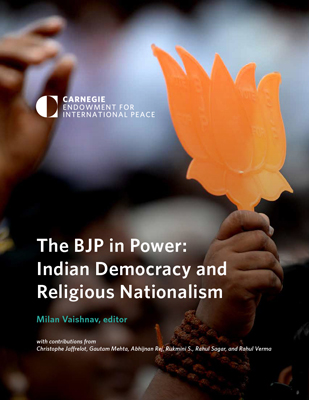 CARNEGIE
ENDOWMENT FOR
INTERNATIONAL PEACE
The BJP in Power:
Indian Democracy and
Religious Nationalism
Milan Vaishnav, editor
with contributions from
Christophe Jaffrelot, Gautam Mehta, Abhijnan Rej, Rukmini S., Rahul Sagar, and Rahul Verma